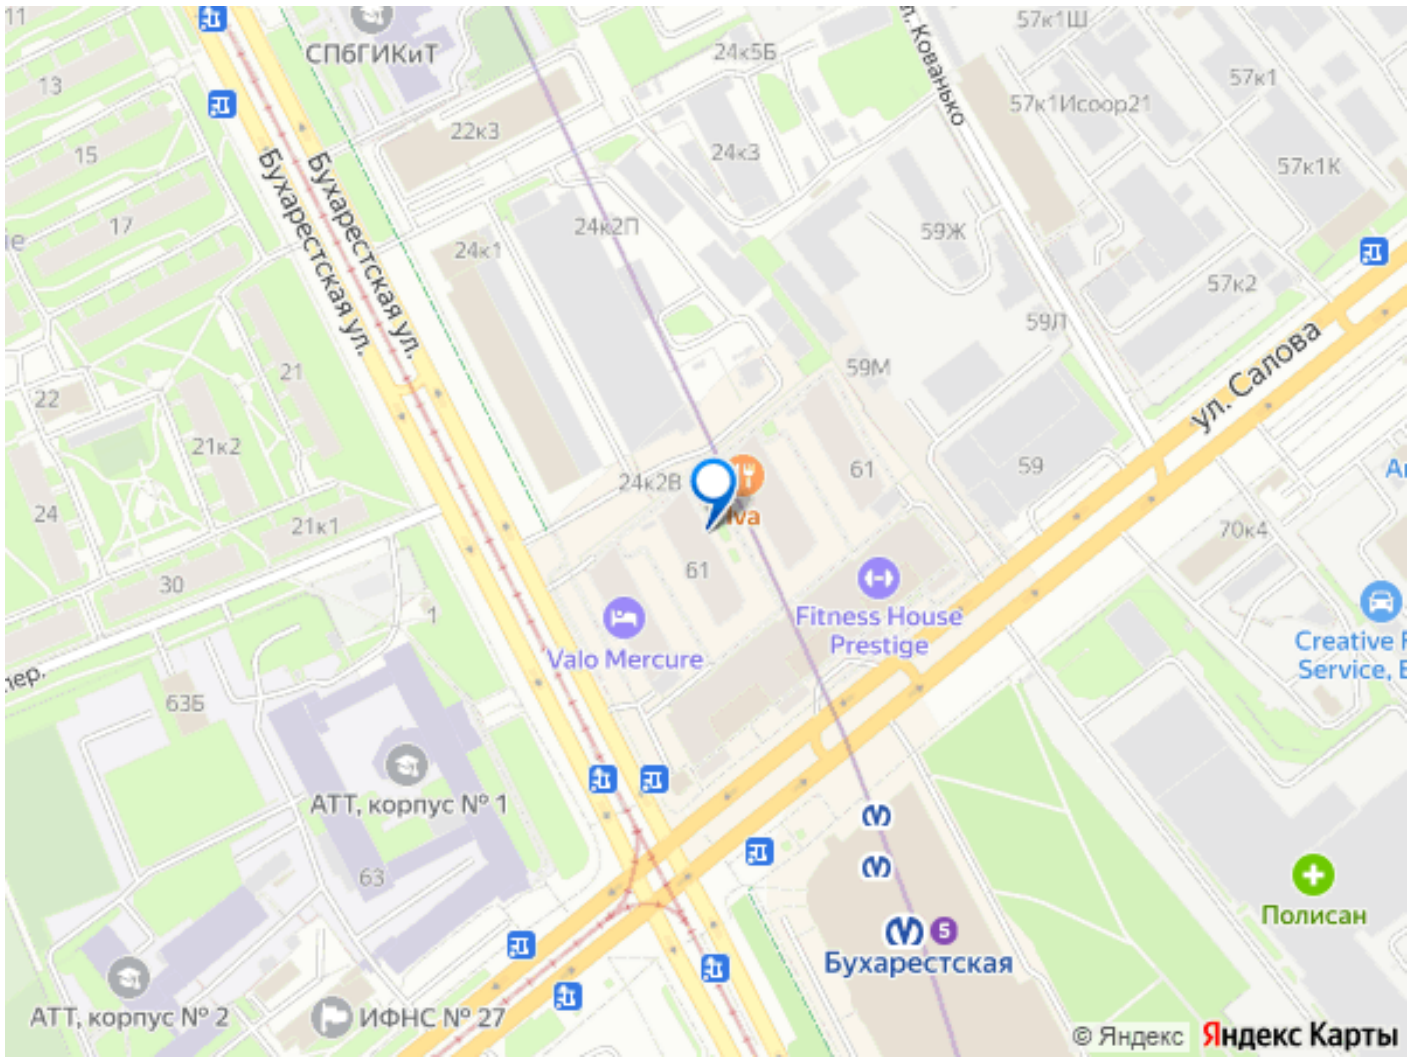 11
СПбГИКиТ
24к5Б
л. Кованько
57к1Ш
57к1
13
57к1Исоор21
22к3
15
24к3
57к1К
Бухарестская ул.
Бухарестская ул.
17
24к2П
59Ж
24к1
57к2
59Л
ул. Салова
59М
21
22
21к2
24к2В
61
59
24
21к1
70к4
30
61
Fitness House
Prestige
1
Valo Mercure
Creative
Service,
пер.
63Б
АТТ, корпус № 1
63
Полисан
5
Бухарестская
АТТ, корпус № 2
ИФНС № 27
© Яндекс
Яндекс Карты